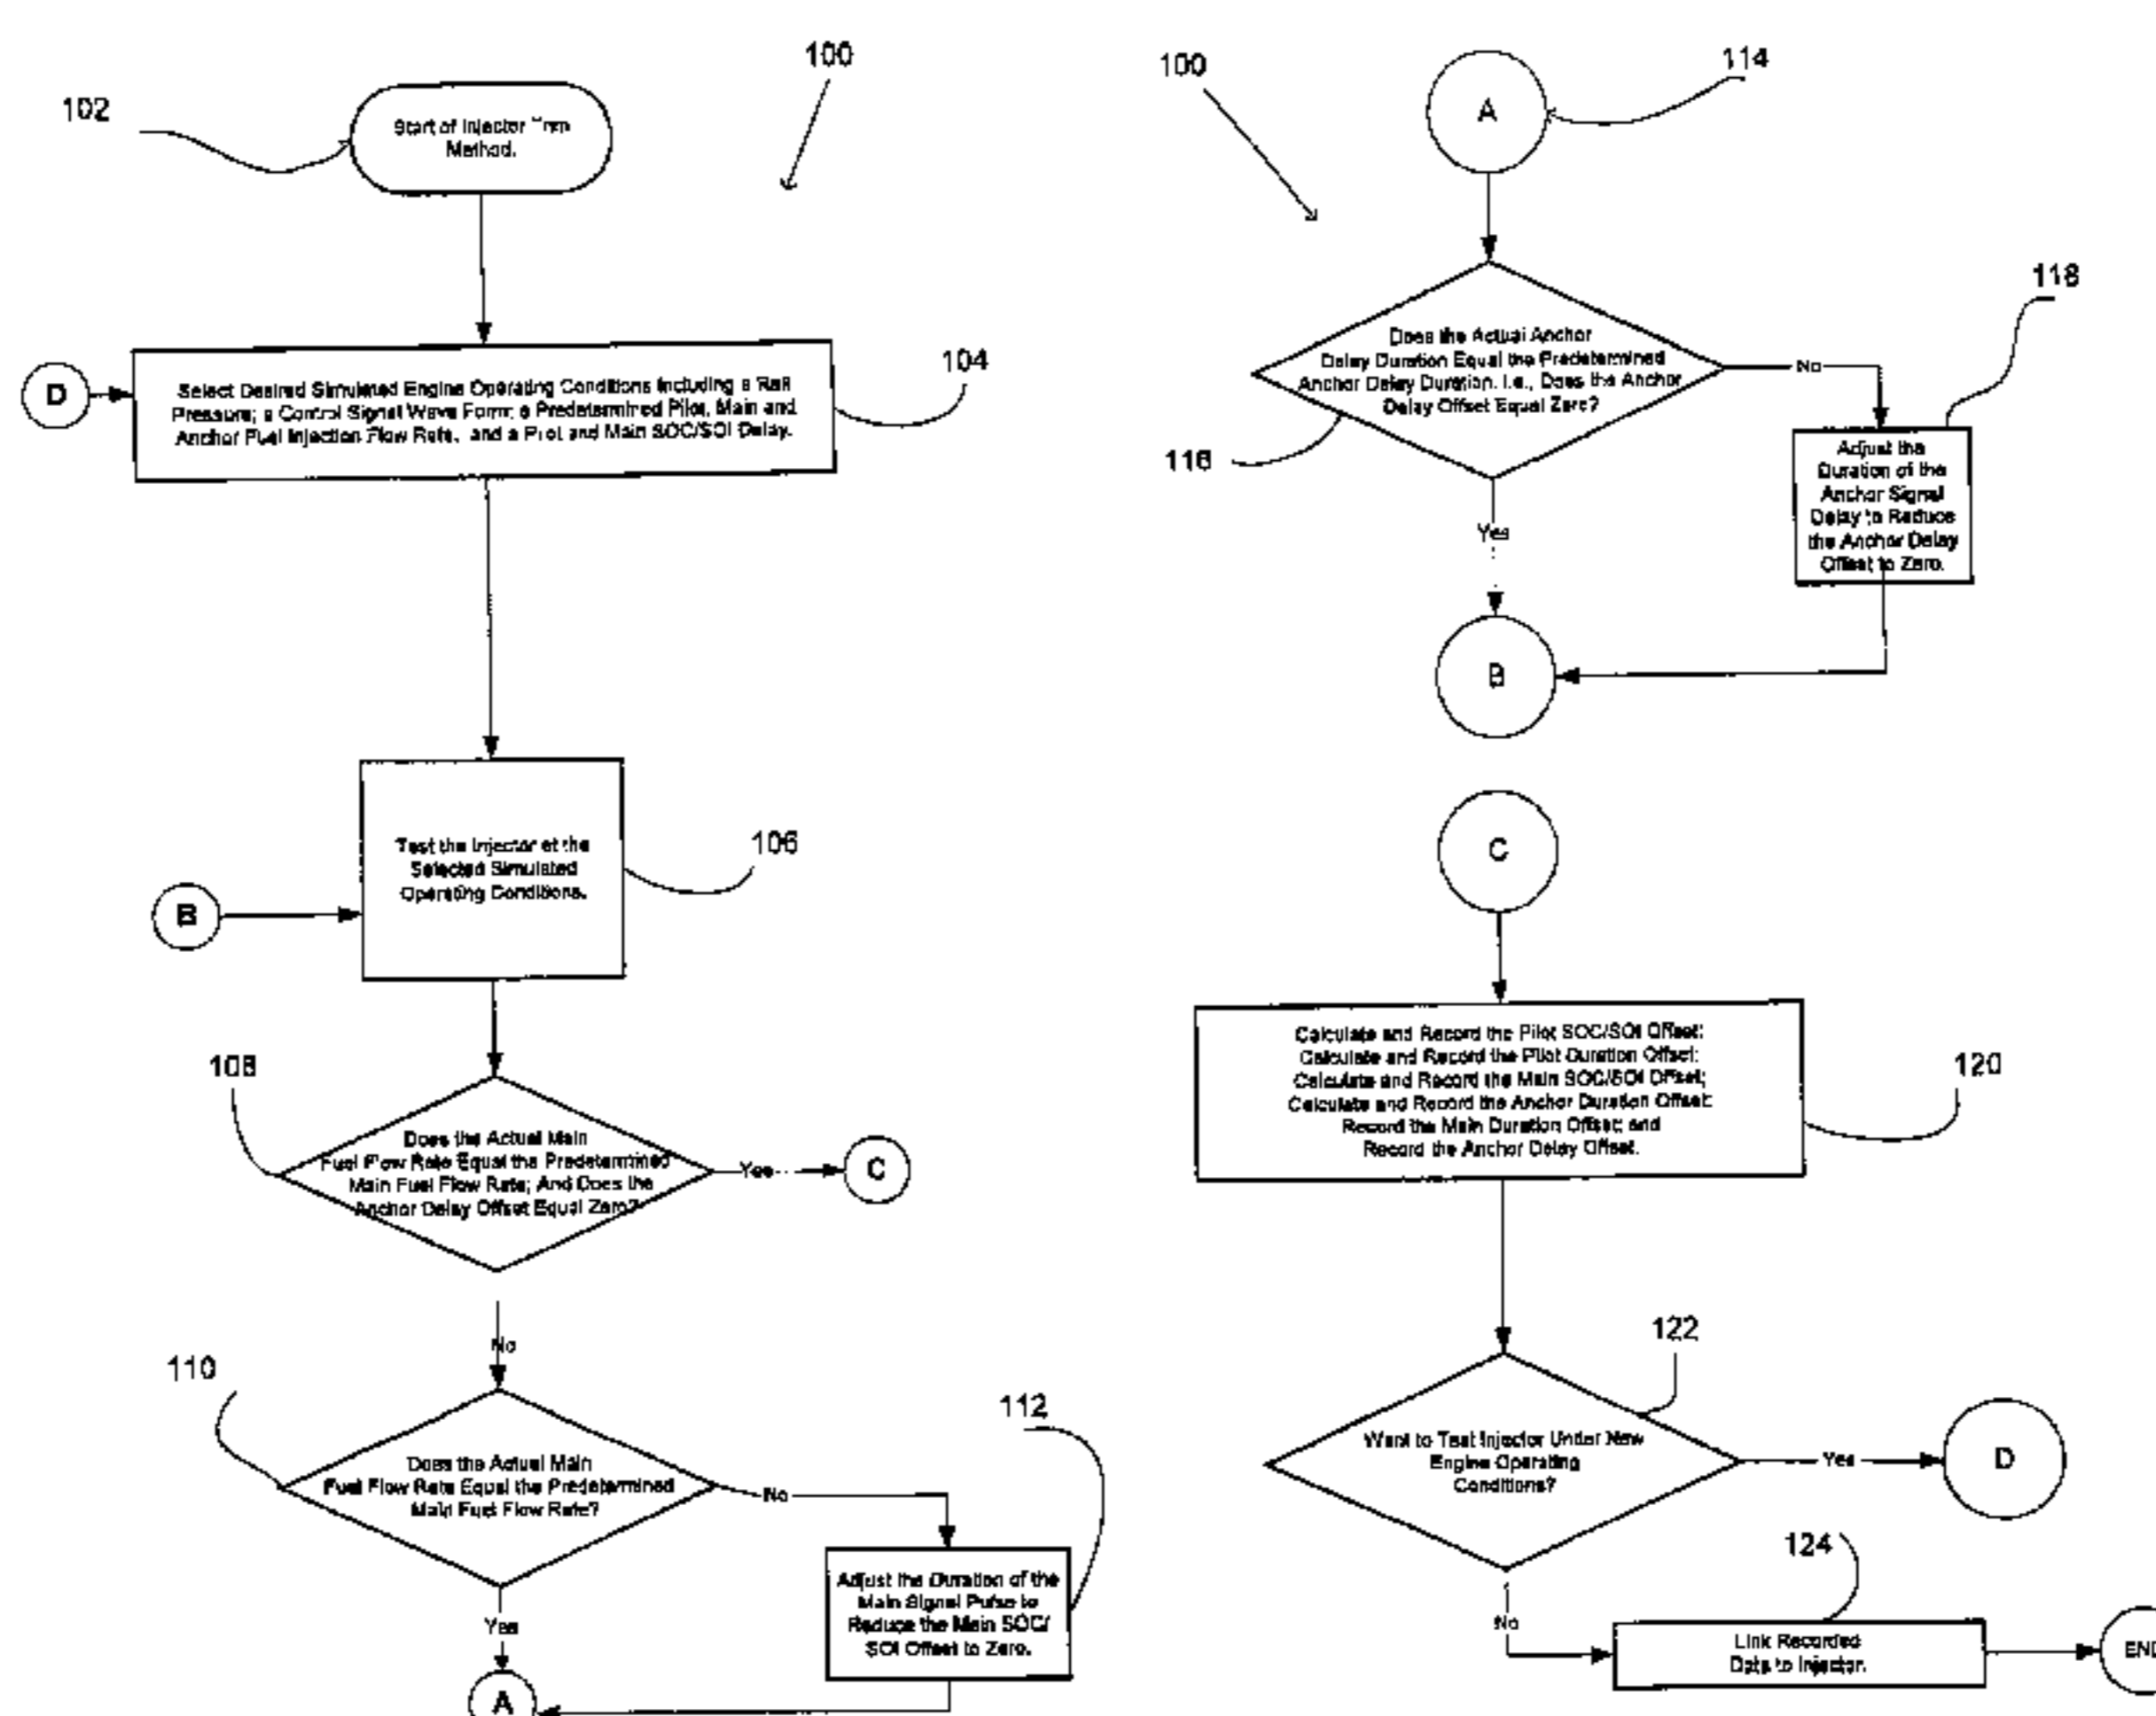 100
102
Start of Injector
Method.
D
104
Select Desired Simulated Engine Operating Conditions Including a Rail
Pressure; a Control Signal Wave Form; a Predetermined Pilot, Main and
Anchor Fuel Injection Flow Rate, and a Pilot and Main SOC/SOI Delay.
106
Test the Injector at the
Selected Simulated
Operating Conditions.
B
108
Does the Actual Main
Fuel Flow Rate Equal the Predetermined
Main Fuel Flow Rate; And Does the
Anchor Delay Offset Equal Zero?
Yes
C
No
110
Does the Actual Main
Fuel Flow Rate Equal the Predetermined
Main Fuel Flow Rate?
No
112
Adjust the Duration of the
Main Signal Pulse to
Reduce the Main SOC/
SOI Offset to Zero.
Yes
A
100
114
A
116
Does the Actual Anchor
Delay Duration Equal the Predetermined
Anchor Delay Duration. I.e., Does the Anchor
Delay Offset Equal Zero?
No
118
Adjust the
Duration of the
Anchor Signal
Delay to Reduce
the Anchor Delay
Offset to Zero.
Yes
B
C
120
Calculate and Record the Pilot SOC/SOI Offset;
Calculate and Record the Pilot Duration Offset;
Calculate and Record the Main SOC/SOI Offset;
Calculate and Record the Anchor Duration Offset;
Record the Main Duration Offset; and
Record the Anchor Delay Offset.
122
Want to Test Injector Under New
Engine Operating
Conditions?
Yes
D
No
124
Link Recorded
Data to Injector.
END